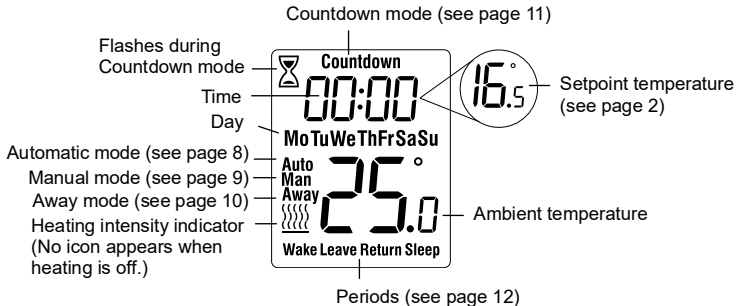 Countdown mode (see page 11)
Flashes during
Countdown mode
Countdown
Time
00:00
16.5°
Setpoint temperature
(see page 2)
Day
MoTuWeThFrSaSu
Automatic mode (see page 8)
Auto
Manual mode (see page 9)
Man
Away mode (see page 10)
Away
25.0°
Ambient temperature
Heating intensity indicator
(No icon appears when
heating is off.)
Wake Leave Return Sleep
Periods (see page 12)